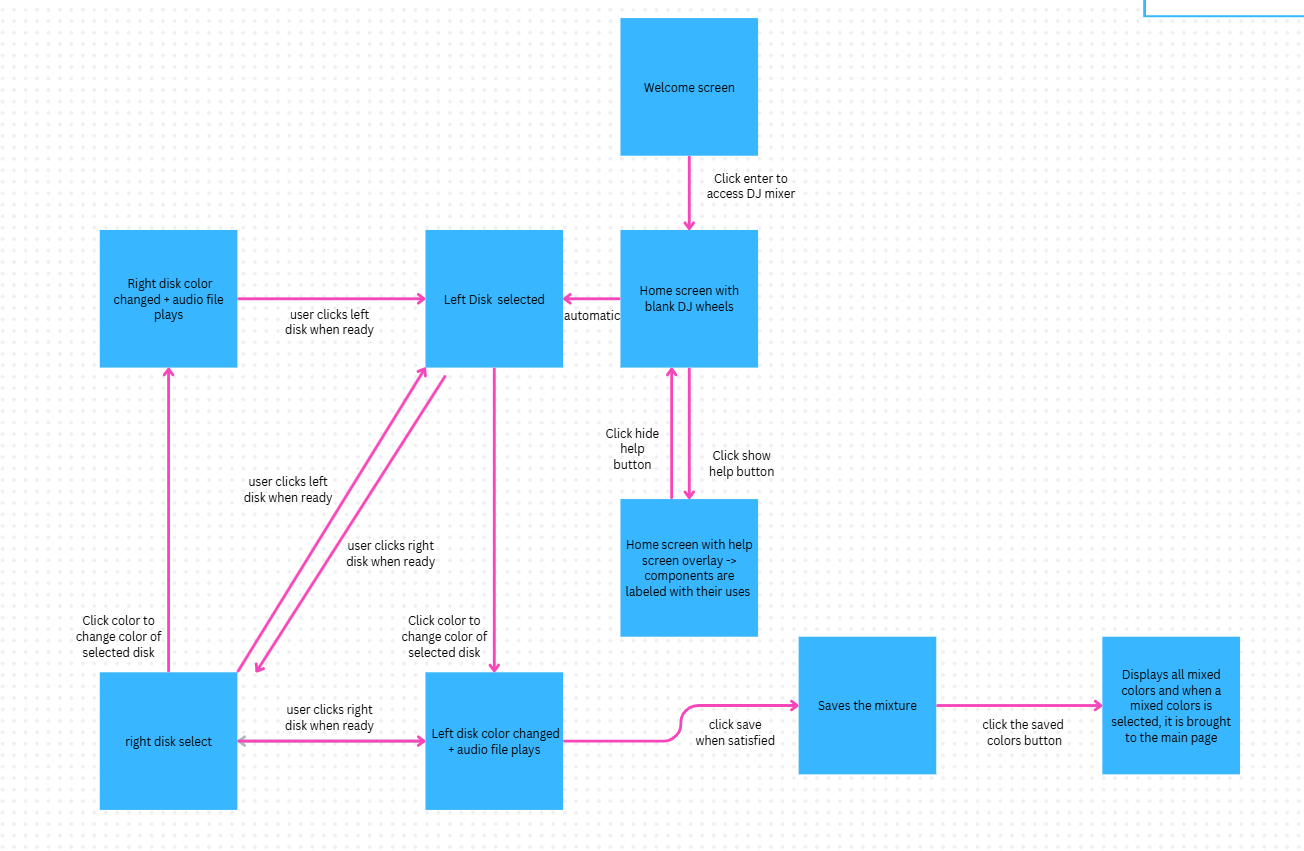 Welcome screen
Click enter to
access DJ mixer
Right disk color
changed + audio file
plays
user clicks left
disk when ready
Left Disk selected
automatic
Home screen with
blank DJ wheels
Click hide
help
button
Click show
help button
user clicks left
disk when ready
user clicks right
disk when ready
Home screen with help
screen overlay ->
components are
labeled with their uses
Click color to
change color of
selected disk
Click color to
change color of
selected disk
right disk select
user clicks right
disk when ready
Left disk color changed
+ audio file plays
click save
when satisfied
Saves the mixture
click the saved
colors button
Displays all mixed
colors and when a
mixed colors is
selected, it is brought
to the main page